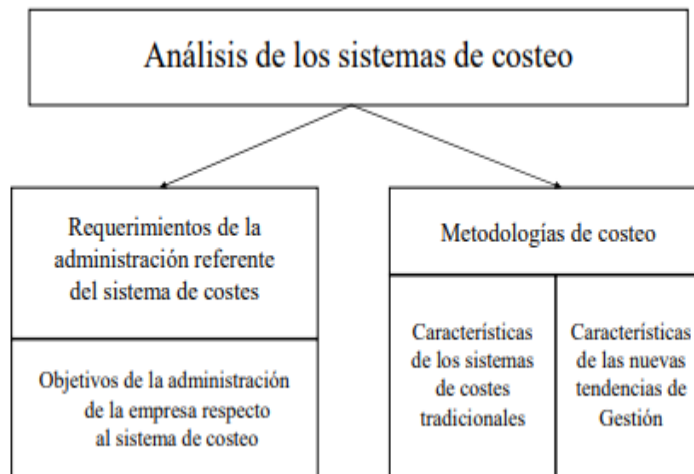 Análisis de los sistemas de costeo
Requerimientos de la
administración referente
del sistema de costes
Objetivos de la administración
de la empresa respecto
al sistema de costeo
Metodologías de costeo
Características
de los sistemas
de costes
tradicionales
Características
de las nuevas
tendencias de
Gestión